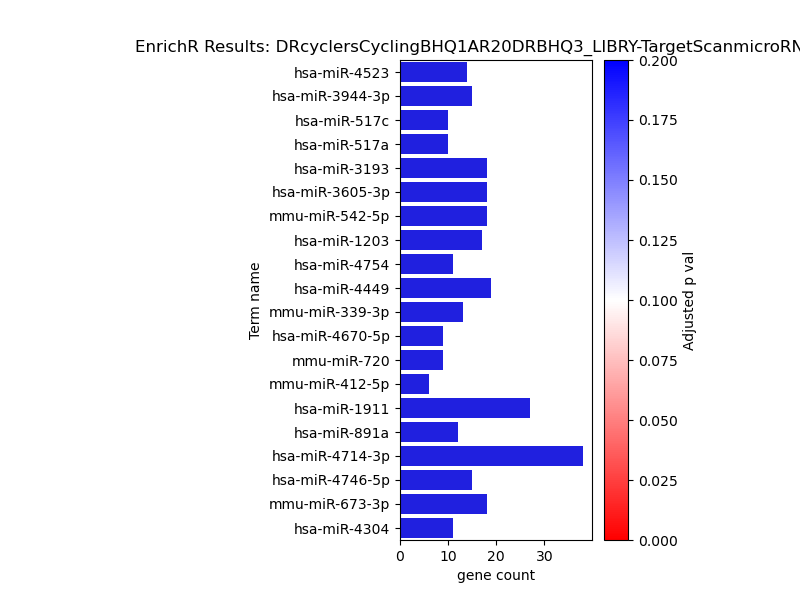 EnrichR Results: DRcyclersCyclingBHQ1AR20DRBHQ3_LIBRY-TargetScanmicroRN
hsa-miR-4523
hsa-miR-3944-3p
hsa-miR-517c
hsa-miR-517a
hsa-miR-3193
hsa-miR-3605-3p
mmu-miR-542-5p
hsa-miR-1203
hsa-miR-4754
hsa-miR-4449
mmu-miR-339-3p
hsa-miR-4670-5p
mmu-miR-720
mmu-miR-412-5p
hsa-miR-1911
hsa-miR-891a
hsa-miR-4714-3p
hsa-miR-4746-5p
mmu-miR-673-3p
hsa-miR-4304
Term name
0 10 20 30
gene count
0.200
0.175
0.150
0.125
0.100
0.075
0.050
0.025
0.000
Adjusted p val